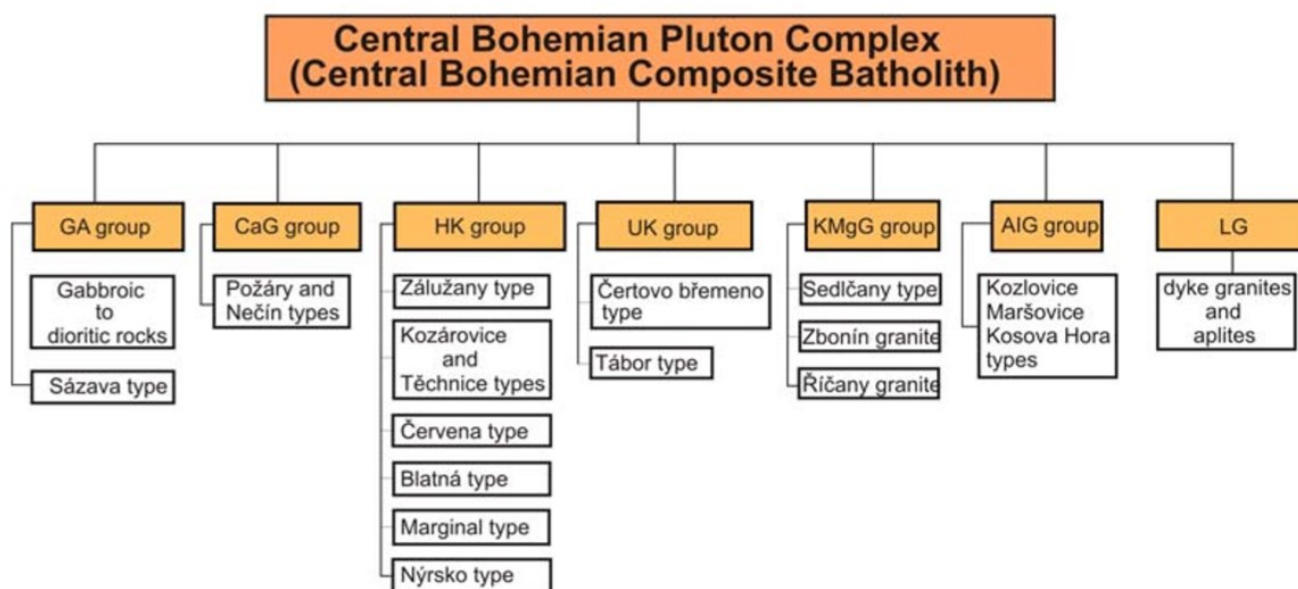 Central Bohemian Pluton Complex
(Central Bohemian Composite Batholith)
GA group
Gabbroic
to
dioritic rocks
Sázava type
CaG group
Požáry and
Nečín types
HK group
Zálužany type
Kozárovice
and
Těchnice types
Červena type
Blatná type
Marginal type
Nýrsko type
UK group
Čertovo břemeno
type
Tábor type
KMgG group
Sedlčany type
Zbonín granite
Říčany granite
AIG group
Kozlovice
Maršovice
Kosova Hora
types
LG
dyke granites
and
aplites